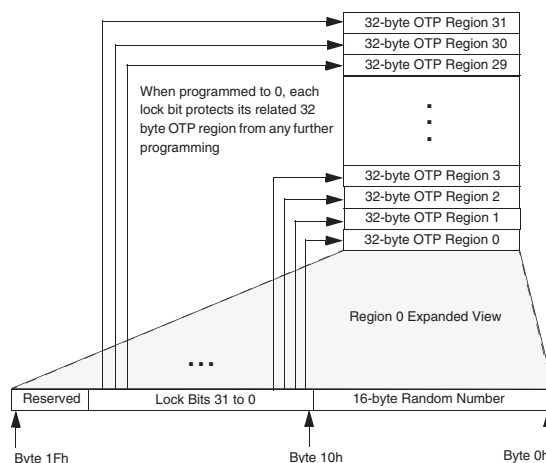 32-byte OTP Region 31
32-byte OTP Region 30
32-byte OTP Region 29
When programmed to 0, each
lock bit protects its related 32
byte OTP region from any further
programming
32-byte OTP Region 3
32-byte OTP Region 2
32-byte OTP Region 1
32-byte OTP Region 0
Region 0 Expanded View
...
Reserved
Lock Bits 31 to 0
16-byte Random Number
Byte 1Fh
Byte 10h
Byte 0h